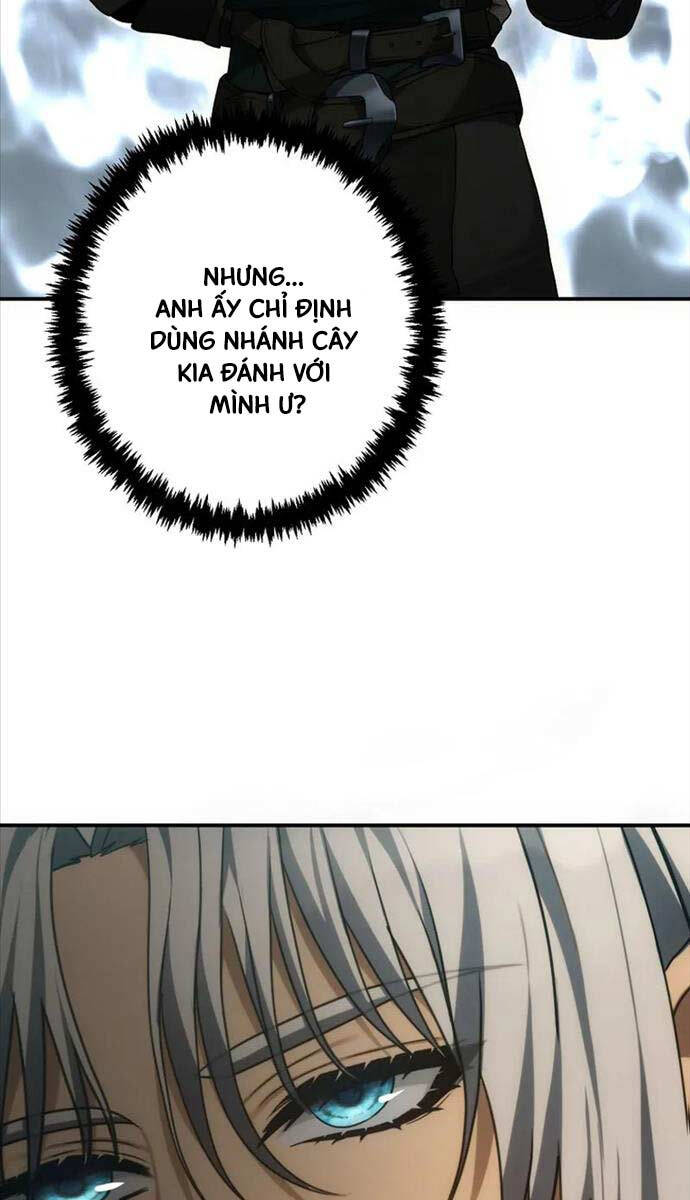 NHƯNG...
ANH ẤY CHỈ ĐỊNH
DÙNG NHÁNH CÂY
KIA ĐÁNH VỚI
MÌNH Ư?